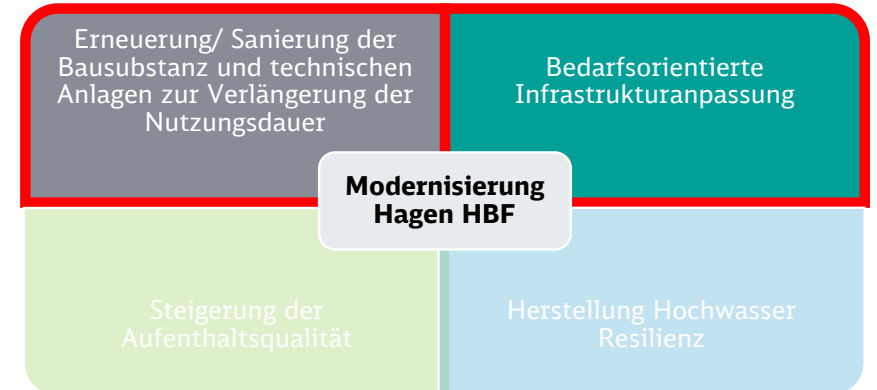 Erneuerung/ Sanierung der
Bausubstanz und technischen
Anlagen zur Verlängerung der
Nutzungsdauer
Bedarfsorientierte
Infrastrukturanpassung
Modernisierung
Hagen HBF
Steigerung der
Aufenthaltsqualität
Herstellung Hochwasser
Resilienz